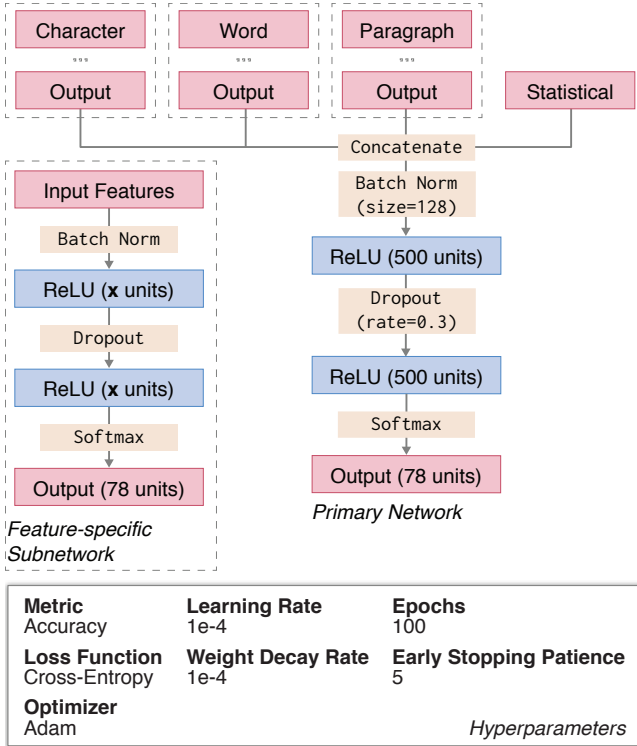 Character
Word
Paragraph
...
...
...
Output
Output
Output
Statistical
Concatenate
Input Features
Batch Norm
ReLU (x units)
Dropout
ReLU (x units)
Softmax
Output (78 units)
Feature-specific
Subnetwork
Batch Norm
(size=128)
ReLU (500 units)
Dropout
(rate=0.3)
ReLU (500 units)
Softmax
Output (78 units)
Primary Network
Metric
Accuracy
Learning Rate
1e-4
Epochs
100
Loss Function
Cross-Entropy
Weight Decay Rate
1e-4
Early Stopping Patience
5
Optimizer
Adam
Hyperparameters